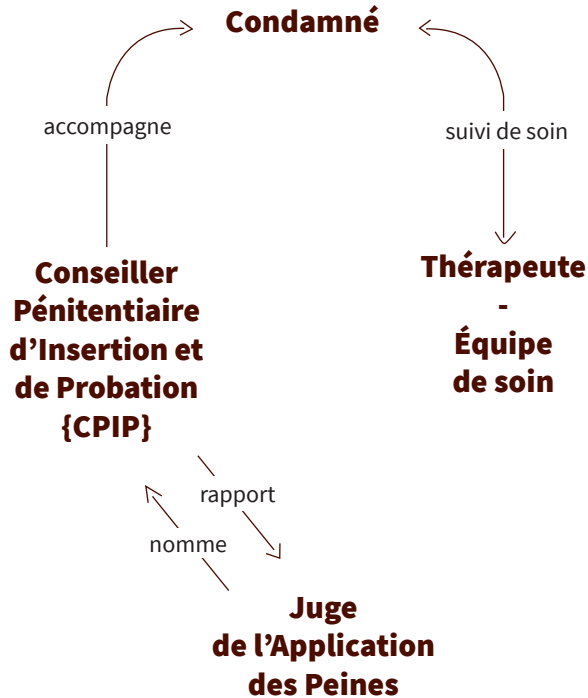 Condamné
accompagne
suivi de soin
Conseiller
Pénitentiaire
d’Insertion et
de Probation
{CPIP}
Thérapeute
-
Équipe
de soin
rapport
nomme
Juge
de l’Application
des Peines